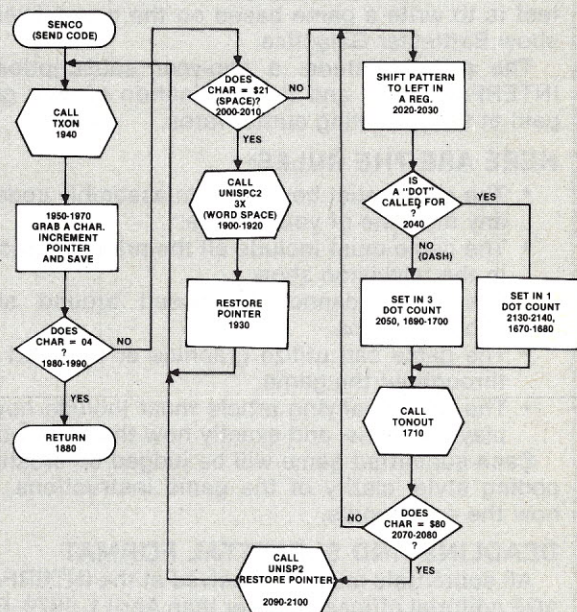 SENCO
(SEND CODE)
CALL
TXON
1940
1950-1970
GRAB A CHAR.
INCREMENT
POINTER
AND SAVE
DOES
CHAR = 04
?
1980-1990
NO
YES
RETURN
1880
DOES
CHAR = $21
(SPACE)?
2000-2010
NO
YES
CALL
UNISPC2
3X
(WORD SPACE)
1900-1920
RESTORE
POINTER
1930
SHIFT PATTERN
TO LEFT IN
A REG.
2020-2030
IS
A "DOT"
CALLED FOR
?
2040
YES
NO
(DASH)
SET IN 3
DOT COUNT
2050, 1690-1700
SET IN 1
DOT COUNT
2130-2140,
1670-1680
CALL
TONOUT
1710
DOES
CHAR = $80
2070-2080
?
NO
YES
CALL
UNISP2
RESTORE POINTER
2090-2100